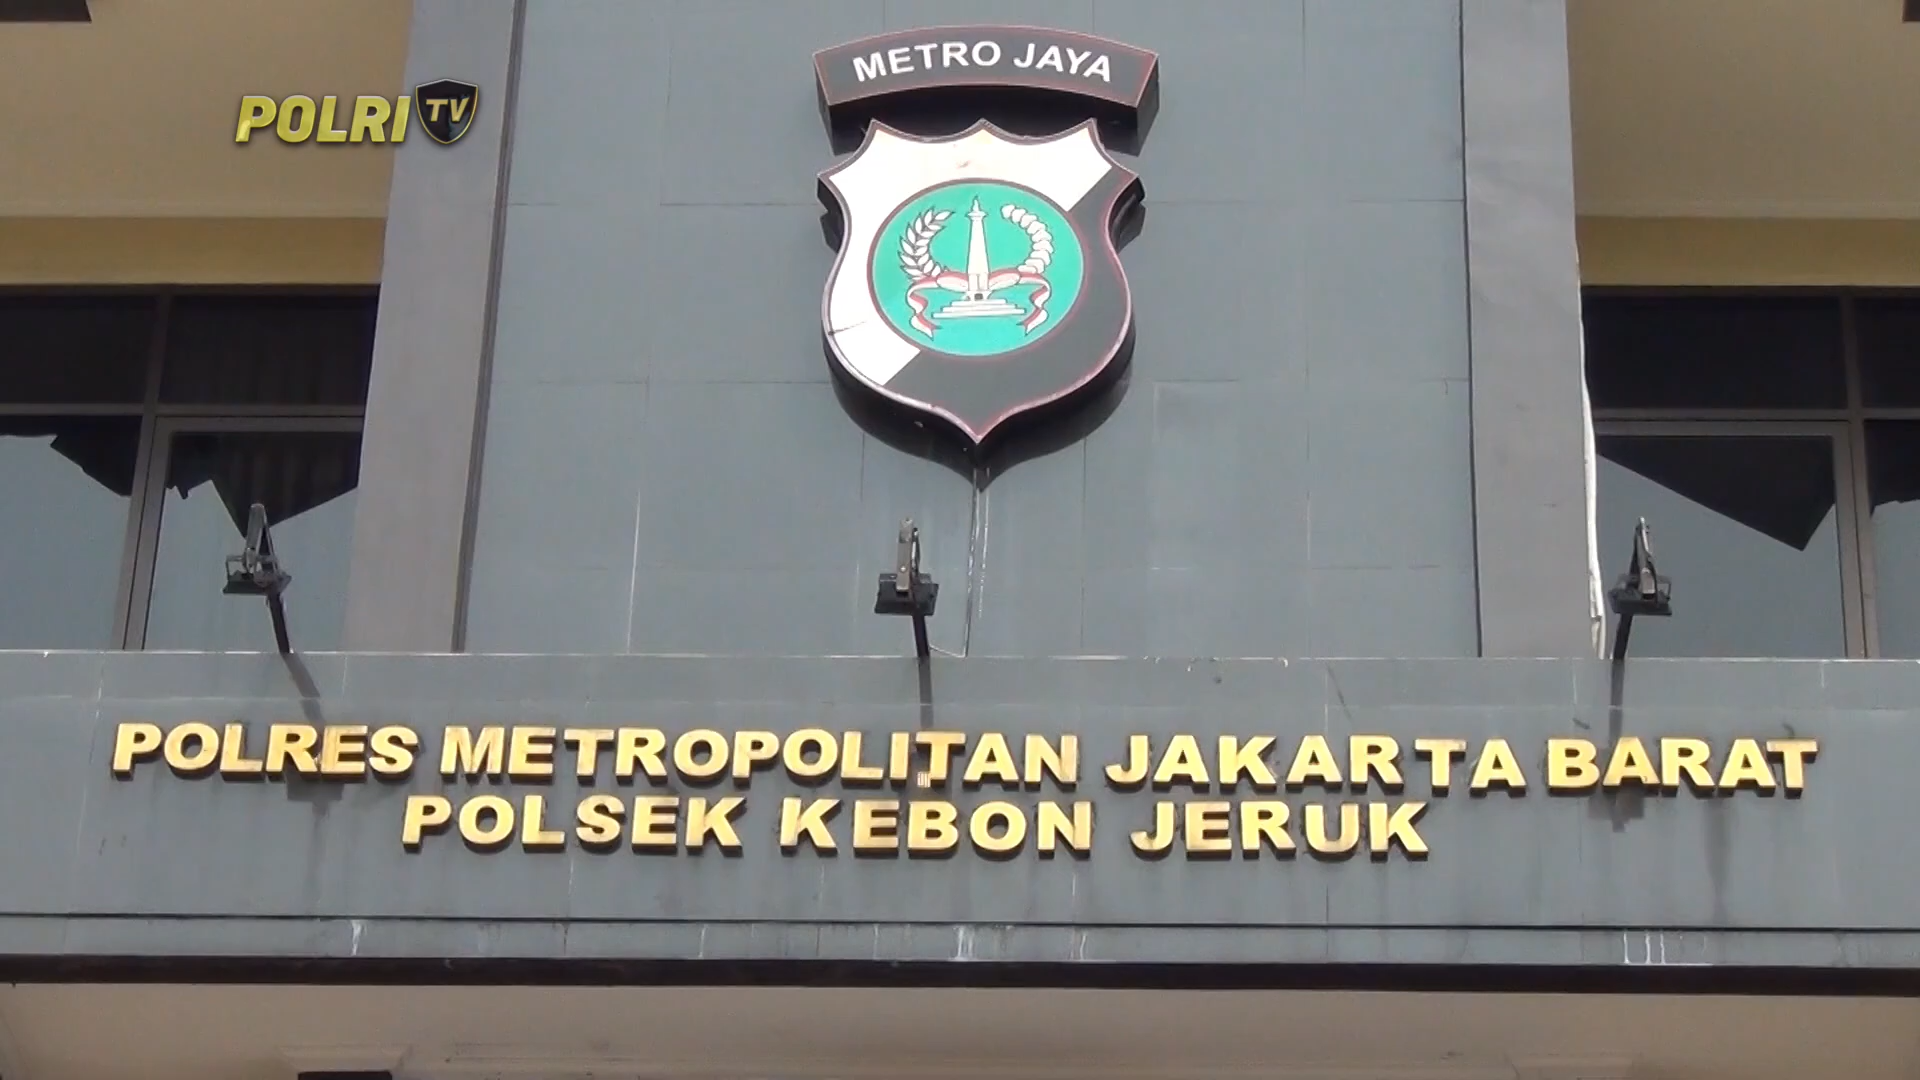 METRO JAYA
POLRI TV
POLRES METROPOLITAN JAKARTA BARAT
POLSEK KEBON JERUK